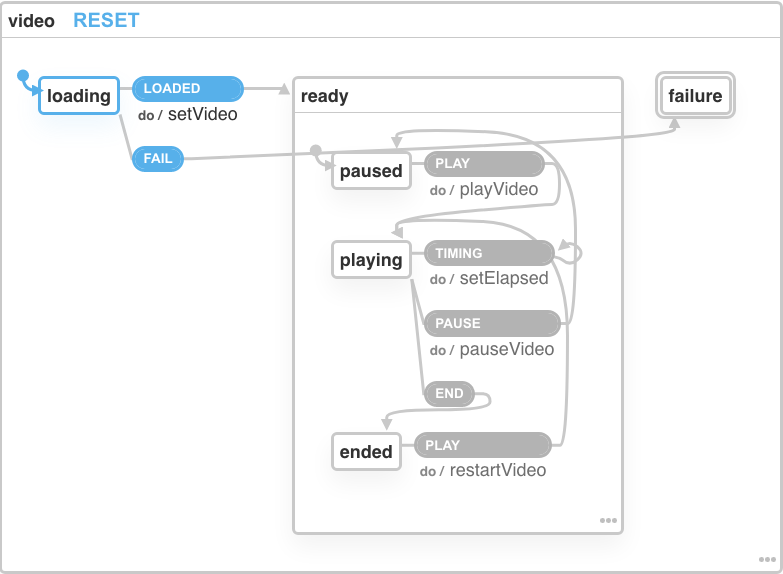 video RESET
loading
LOADED
do / setVideo
FAIL
ready
failure
paused
PLAY
do / playVideo
playing
TIMING
do / setElapsed
PAUSE
do / pauseVideo
END
ended
PLAY
do / restartVideo